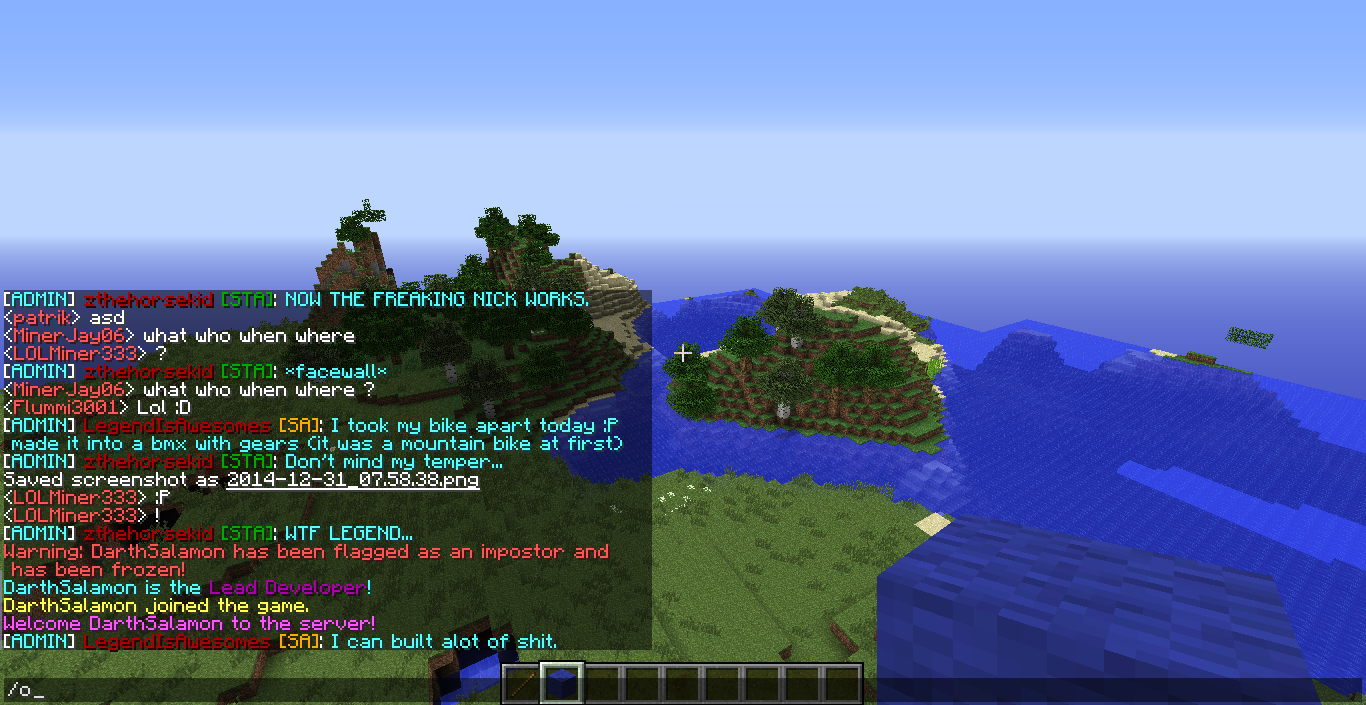 [ADMIN] zthehorsekid [STA]: NOW THE FREAKING NICK WORKS.
<patrik> asd
<MinerJay06> what who when where
<LOLMiner333> ?
[ADMIN] zthehorsekid [STA]: *facewall*
<MinerJay06> what who when where ?
<Flummi3001> Lol :D
[ADMIN] LegendIsAwesomes [SA]: I took my bike apart today :P
made it into a bmx with gears (it was a mountain bike at first)
[ADMIN] zthehorsekid [STA]: Don't mind my temper...
Saved screenshot as 2014-12-31_07.58.38.png
<LOLMiner333> :P
<LOLMiner333> !
[ADMIN] zthehorsekid [STA]: WTF LEGEND...
Warning: DarthSalamon has been flagged as an impostor and
has been frozen!
DarthSalamon is the Lead Developer!
DarthSalamon joined the game.
Welcome DarthSalamon to the server!
[ADMIN] LegendIsAwesomes [SA]: I can built alot of shit.
/o_